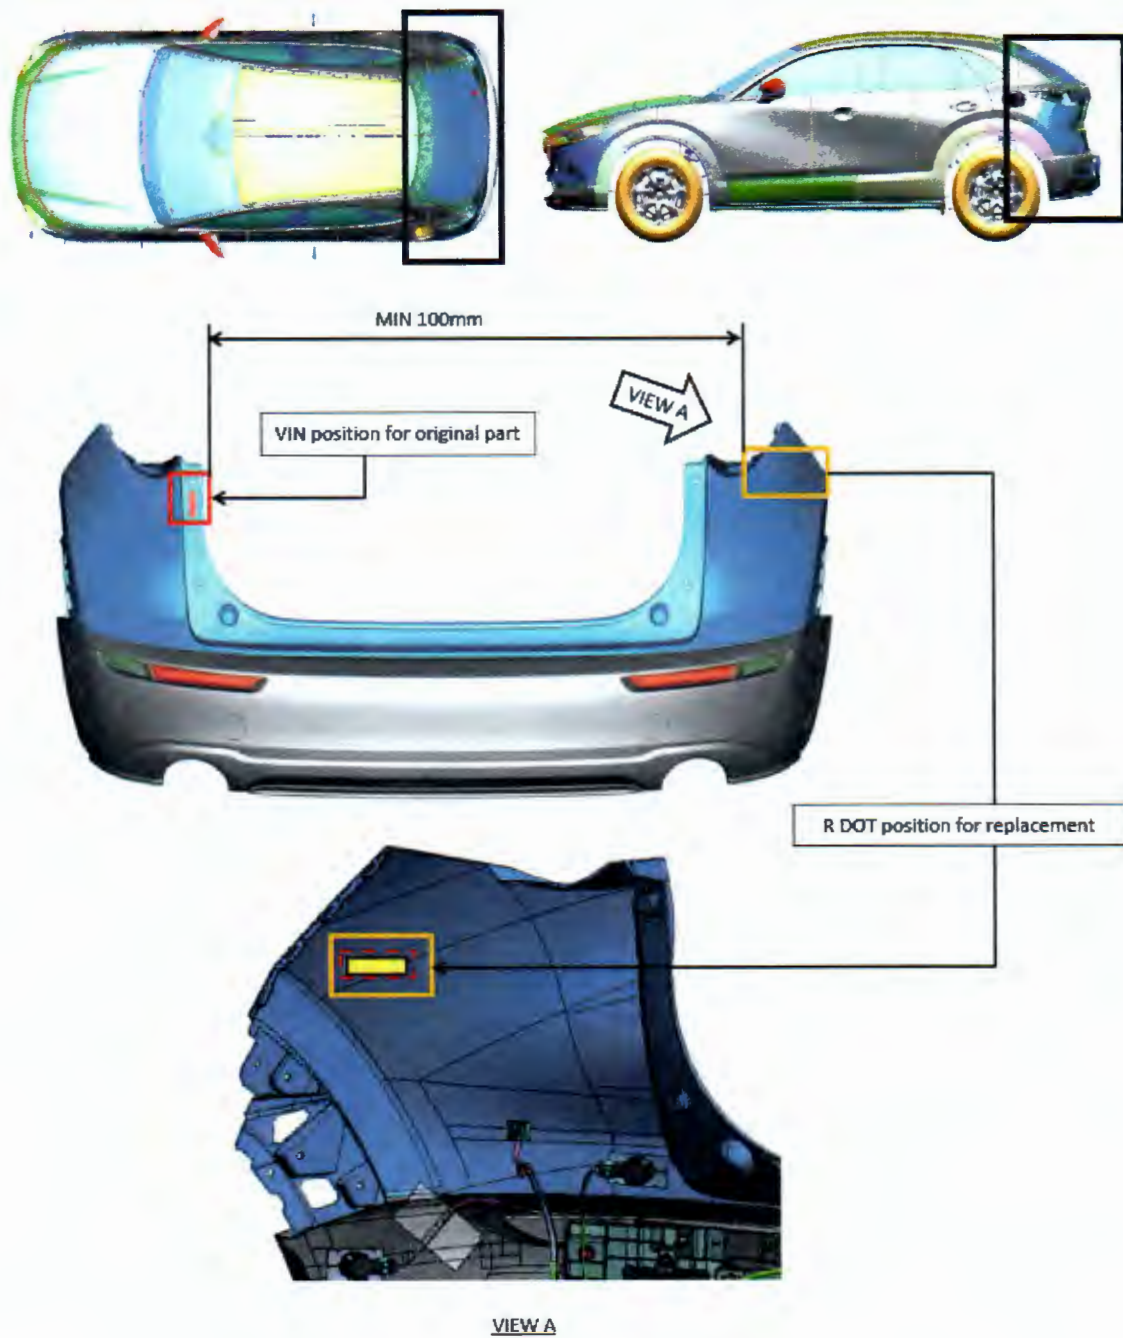 MIN 100mm
VIEW A
VIN position for original part
R DOT position for replacement
VIEW A